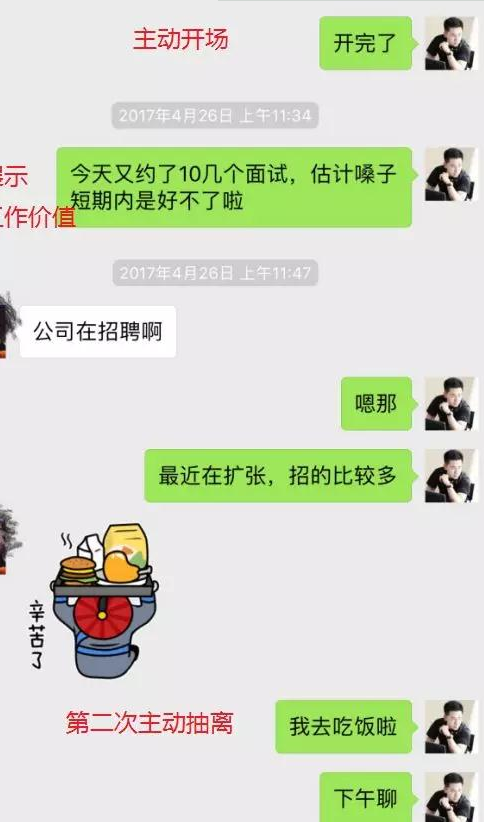 主动开场
开完了
2017年4月26日 上午11:34
展示
今天又约了10几个面试，估计嗓子
短期内是好不了啦
工作价值
2017年4月26日 上午11:47
公司在招聘啊
嗯那
最近在扩张，招的比较多
辛苦了
第二次主动抽离
我去吃饭啦
下午聊